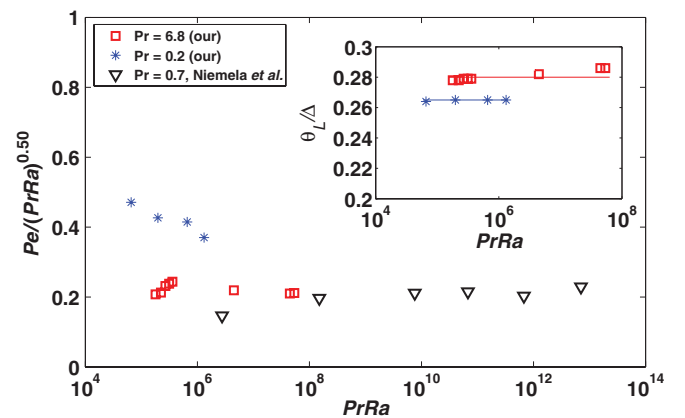 Pe/(PrRa)^0.50
1
0.8
0.6
0.4
0.2
0
Pr = 6.8 (our)
Pr = 0.2 (our)
Pr = 0.7, Niemela et al.
θ_L/Δ
0.3
0.28
0.26
0.24
0.22
0.2
10^4 10^6 10^8
PrRa
10^4 10^6 10^8 10^10 10^12 10^14
PrRa